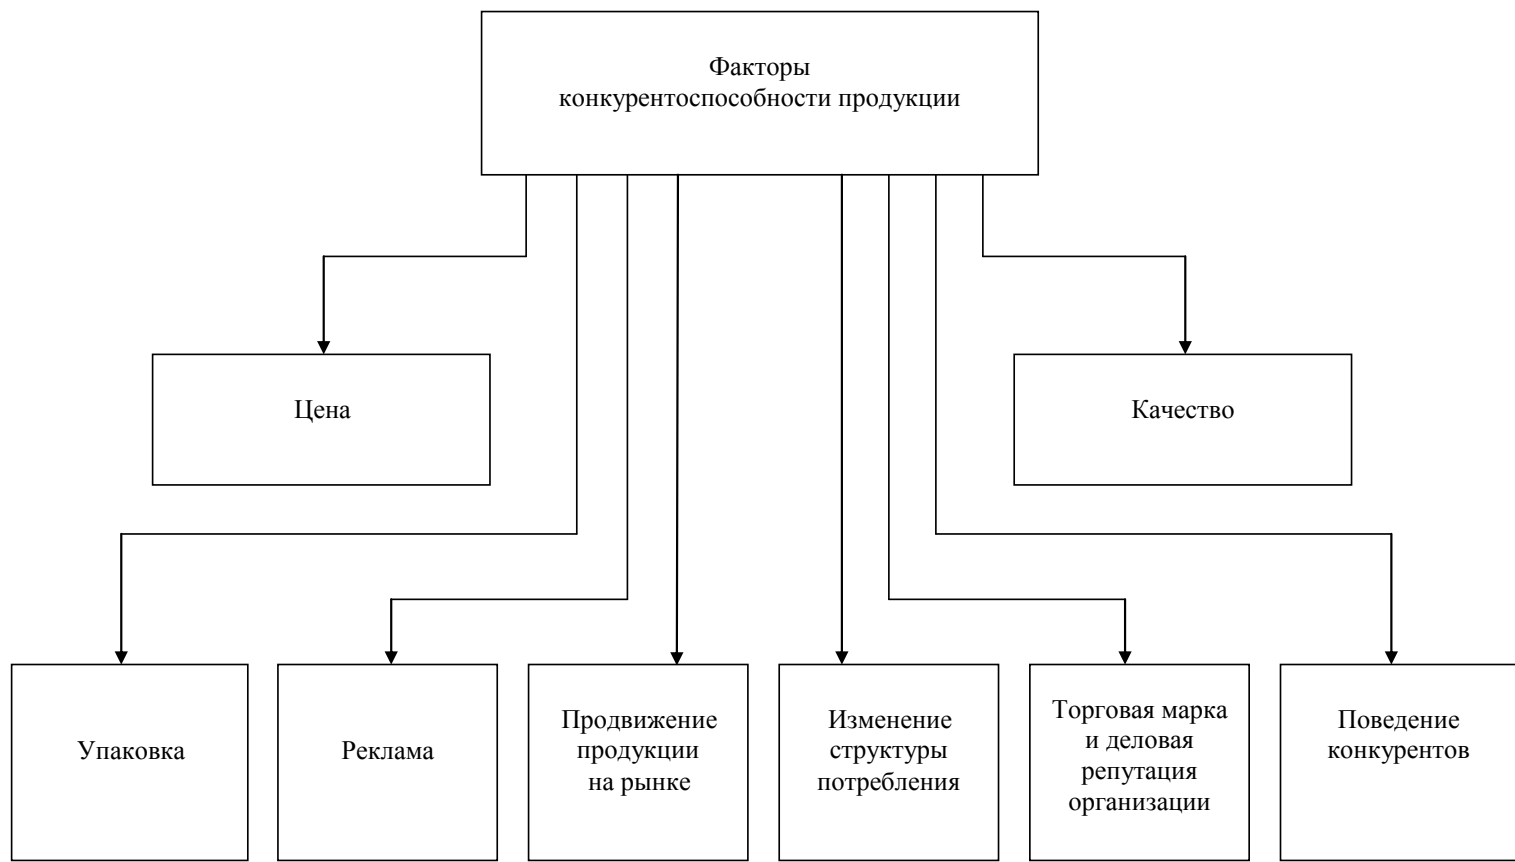 Факторы
конкурентоспособности продукции
Цена
Качество
Упаковка
Реклама
Продвижение
продукции
на рынке
Изменение
структуры
потребления
Торговая марка
и деловая
репутация
организации
Поведение
конкурентов